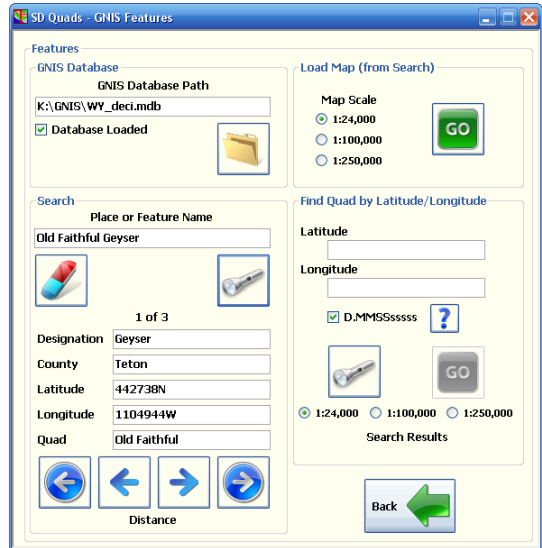 SD Quads - GNIS Features
Features
GNIS Database
GNIS Database Path
K:\GNIS\WY_deci.mdb
Database Loaded
Load Map (from Search)
Map Scale
1:24,000
1:100,000
1:250,000
GO
Search
Place or Feature Name
Old Faithful Geyser
1 of 3
Designation Geyser
County Teton
Latitude 442738N
Longitude 1104944W
Quad Old Faithful
Distance
Find Quad by Latitude/Longitude
Latitude
Longitude
D.MMSSsssss ?
GO
1:24,000 1:100,000 1:250,000
Search Results
Back